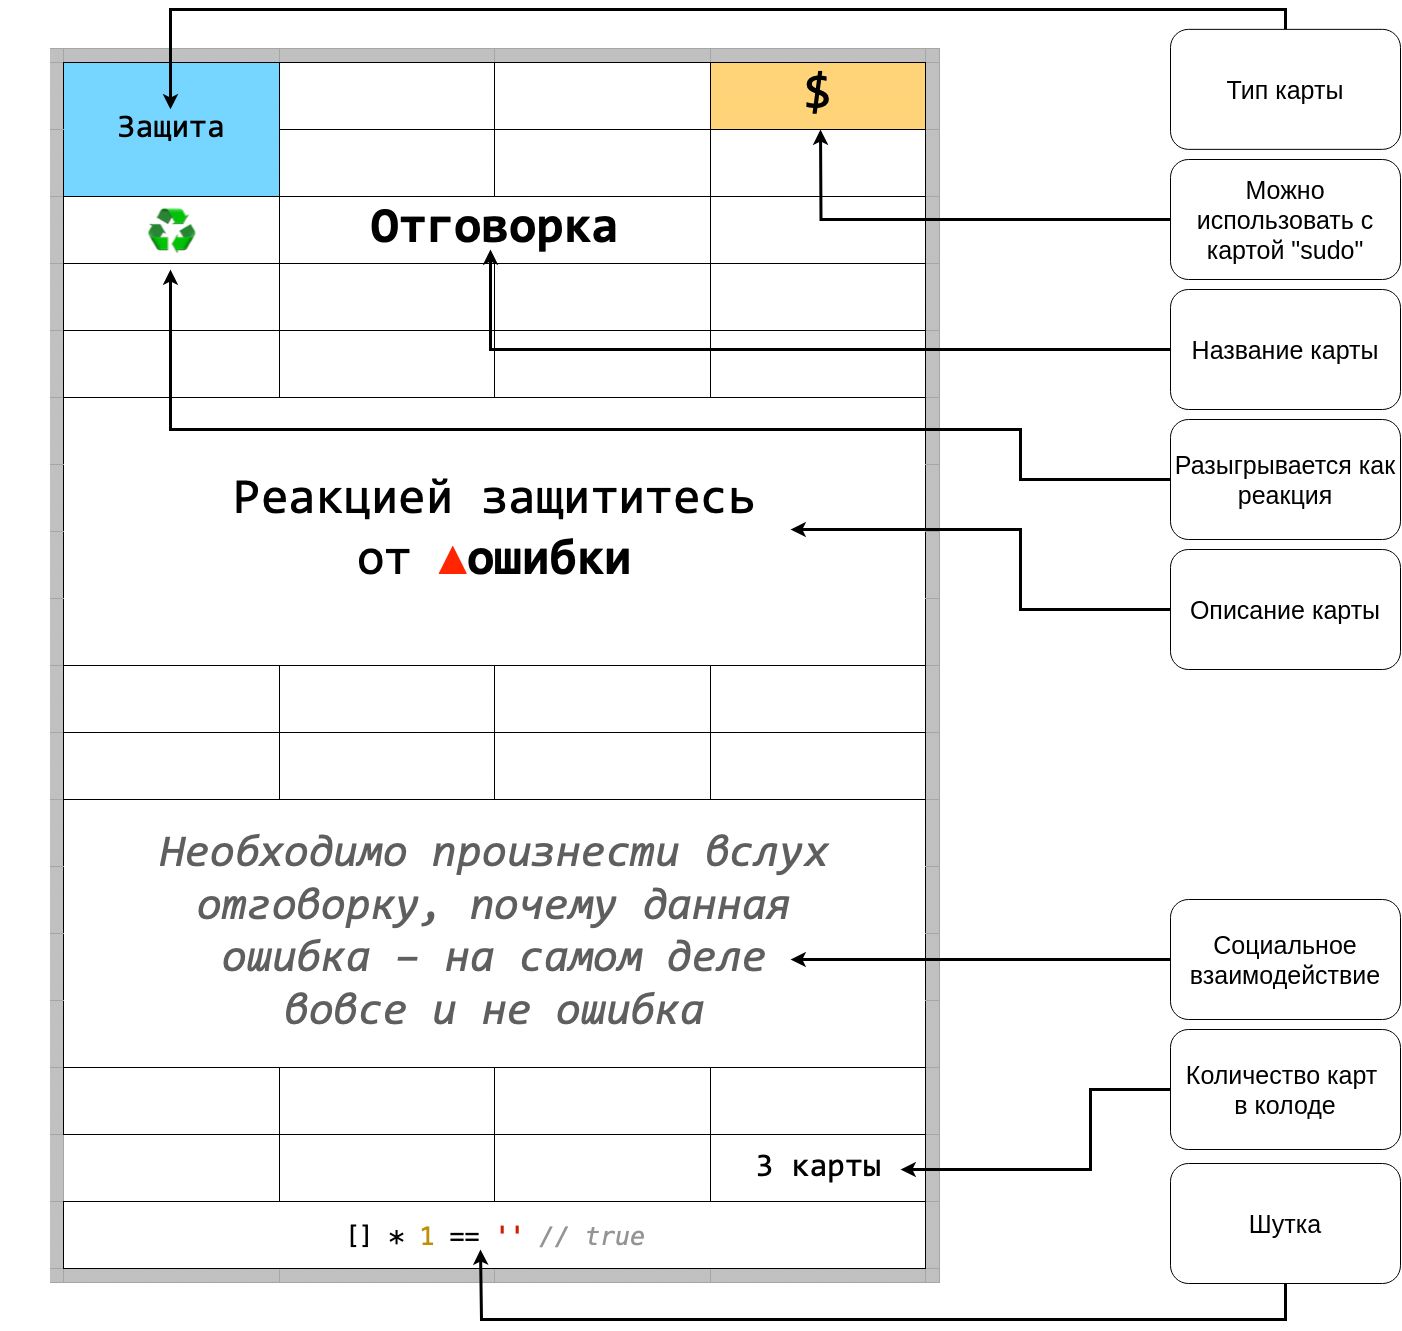 Защита
$
Отговорка
Реакцией защититесь
от ошибки
Необходимо произнести вслух
отговорку, почему данная
ошибка – на самом деле
вовсе и не ошибка
3 карты
[] * 1 == '' // true
Тип карты
Можно
использовать с
картой "sudo"
Название карты
Разыгрывается как
реакция
Описание карты
Социальное
взаимодействие
Количество карт
в колоде
Шутка